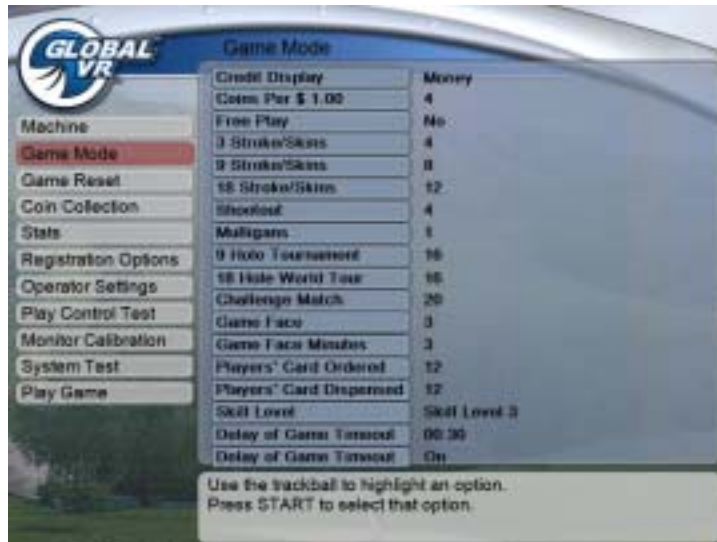 GLOBAL
VR
Game Mode
Machine
Game Mode
Game Reset
Coin Collection
Stats
Registration Options
Operator Settings
Play Control Test
Monitor Calibration
System Test
Play Game
Credit Display Money
Coins Per $ 1.00 4
Free Play No
3 Stroke/Skins 4
9 Stroke/Skins 8
18 Stroke/Skins 12
Shootout 4
Mulligans 1
9 Hole Tournament 16
18 Hole World Tour 16
Challenge Match 20
Game Face 3
Game Face Minutes 3
Players' Card Ordered 12
Players' Card Dispensed 12
Skill Level Skill Level 3
Delay of Game Timeout 00:30
Delay of Game Timeout On
Use the trackball to highlight an option.
Press START to select that option.